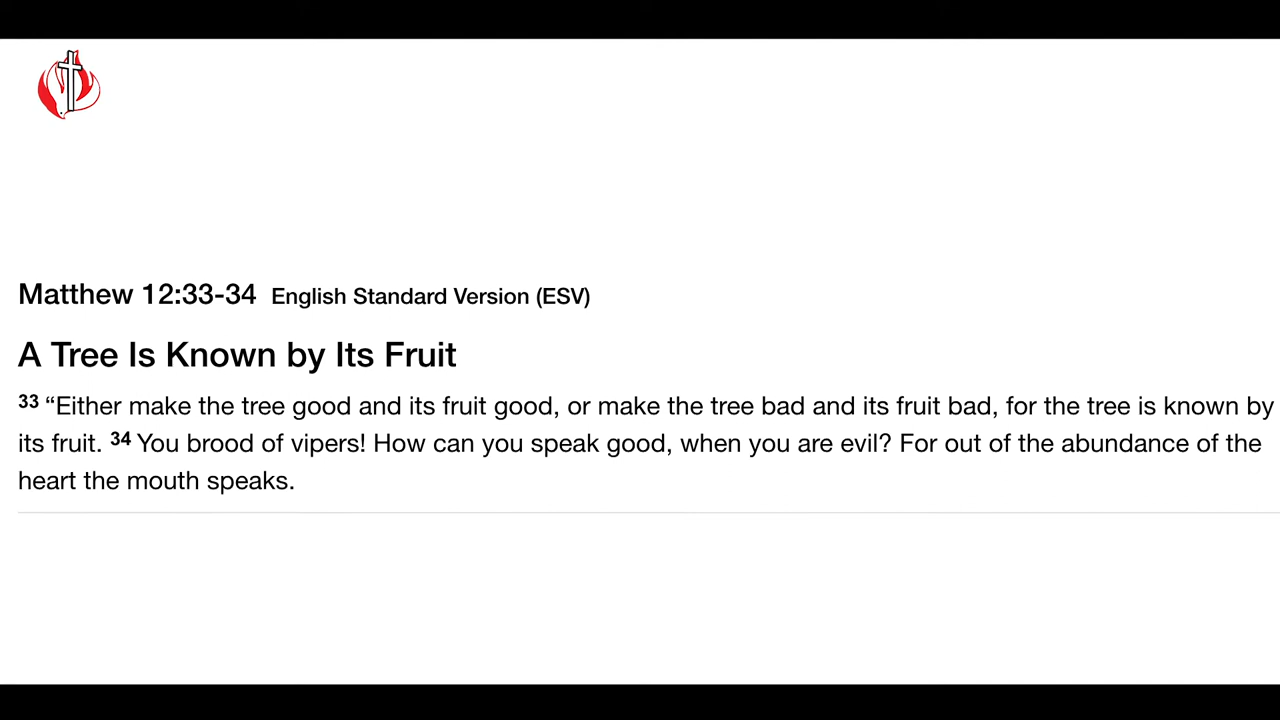 Matthew 12:33-34 English Standard Version (ESV)
A Tree Is Known by Its Fruit
33 “Either make the tree good and its fruit good, or make the tree bad and its fruit bad, for the tree is known by
its fruit. 34 You brood of vipers! How can you speak good, when you are evil? For out of the abundance of the
heart the mouth speaks.